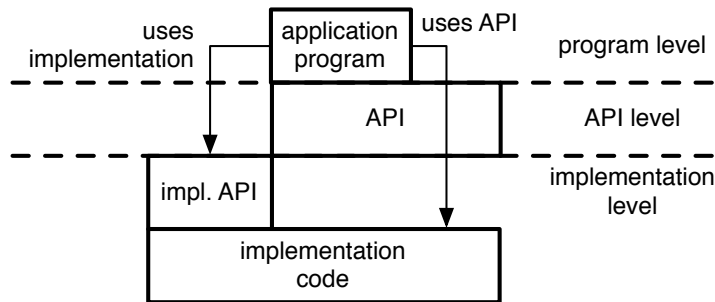 uses
implementation
application
program
uses API
program level
API
API level
impl. API
implementation
level
implementation
code